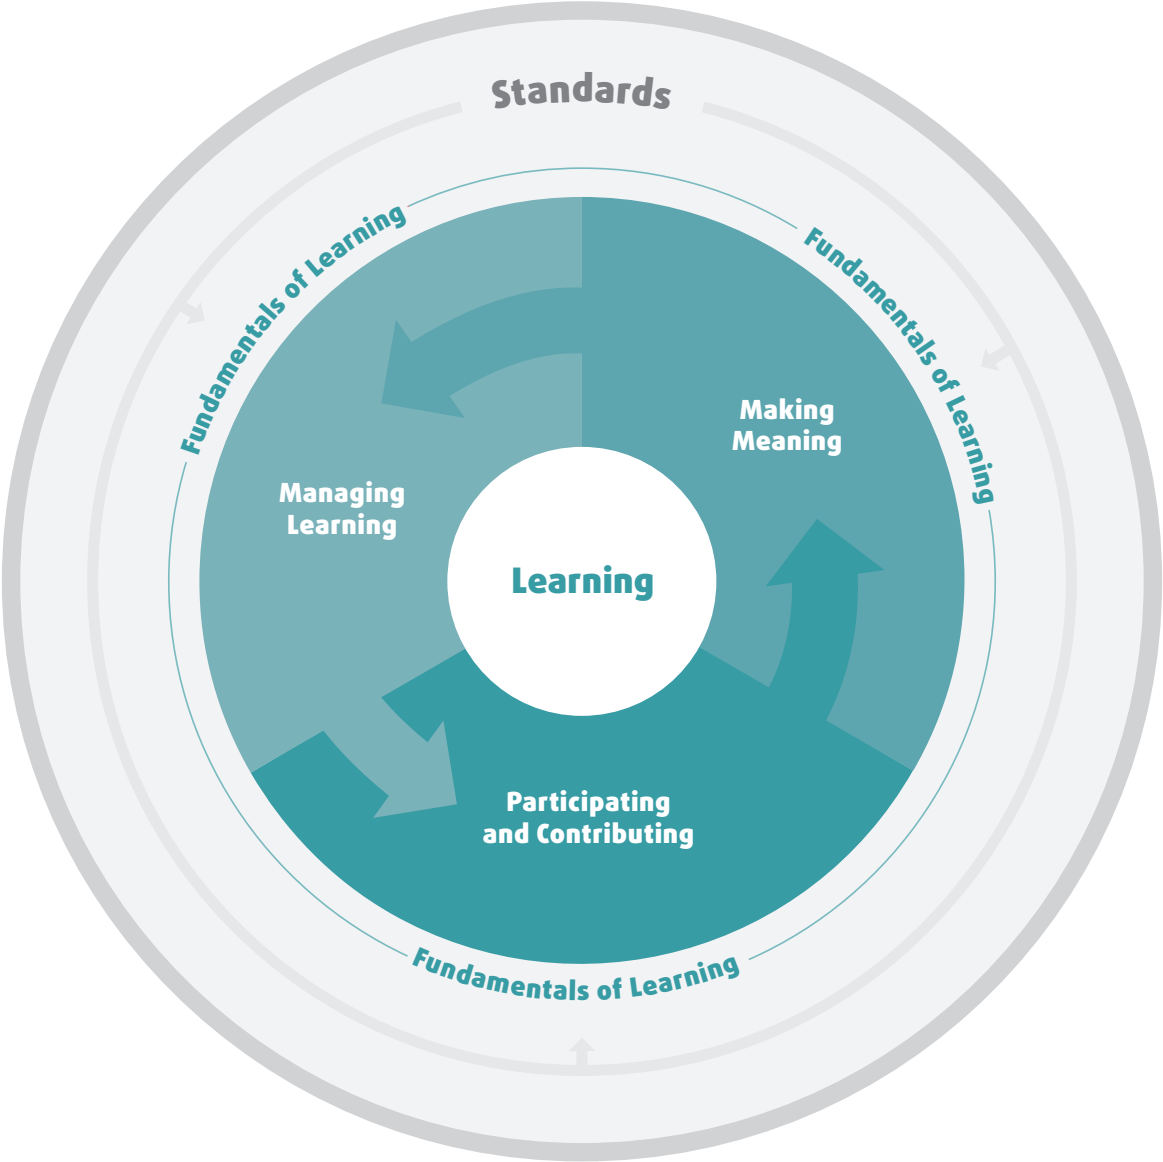 Standards
Fundamentals of Learning
Fundamentals of Learning
Making
Meaning
Managing
Learning
Learning
Participating
and Contributing
Fundamentals of Learning